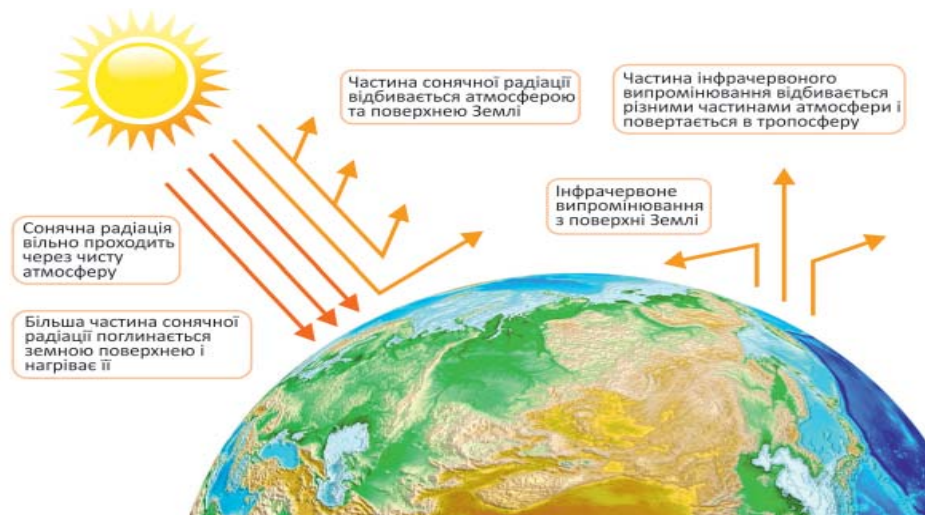 Частина сонячної радіації
відбивається атмосферою
та поверхнею Землі
Частина інфрачервоного
випромінювання відбивається
різними частинами атмосфери і
повертається в тропосферу
Інфрачервоне
випромінювання
з поверхні Землі
Сонячна радіація
вільно проходить
через чисту
атмосферу
Більша частина сонячної
радіації поглинається
земною поверхнею і
нагріває її